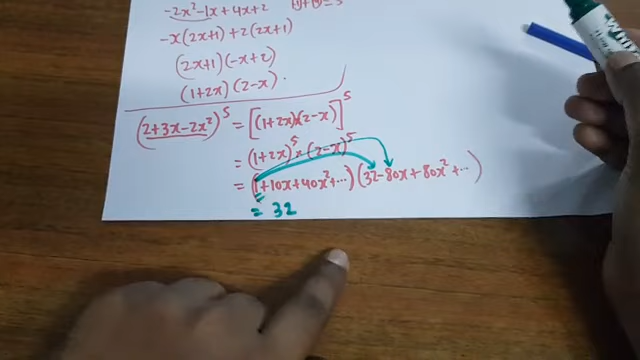 -2x²-1x+4x+2
-x(2x+1)+2(2x+1)
(2x+1)(-x+2)
(1+2x)(2-x).
(2+3x-2x²)⁵ = [(1+2x)(2-x)]⁵
= (1+2x)⁵ × (2-x)⁵
= (1+10x+40x²+...)(32-80x+80x²+...)
= 32